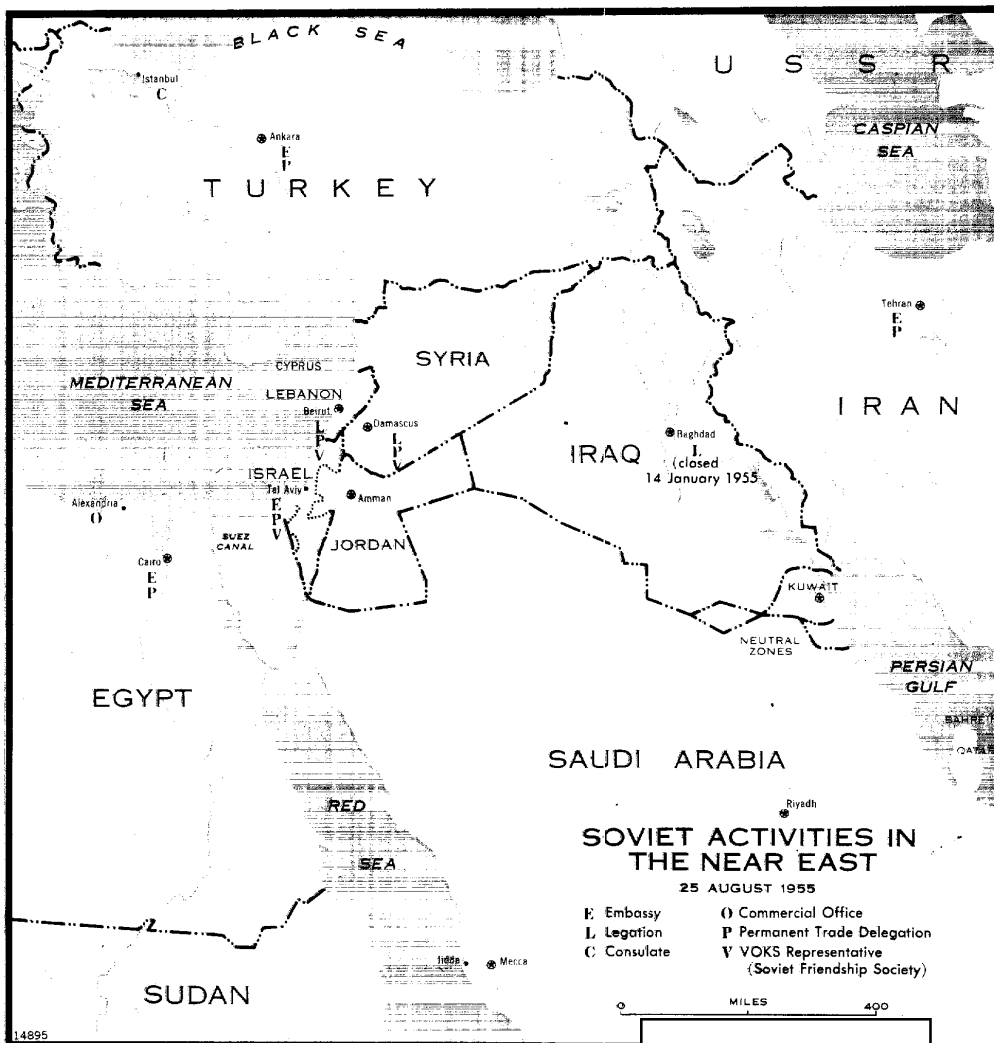 BLACK SEA
U S S R
Istanbul
C
CASPIAN
SEA
Ankara
E
P
TURKEY
Tehran
E
P
SYRIA
CYPRUS
MEDITERRANEAN
SEA
LEBANON
Beirut
L
P
V
Damascus
L
P
V
IRAN
Baghdad
L
(closed
14 January 1955
IRAQ
ISRAEL
Tel Aviv
E
P
V
Amman
Alexandria
O
SUEZ
CANAL
JORDAN
Cairo
E
P
KUWAIT
NEUTRAL
ZONES
PERSIAN
GULF
EGYPT
QATAR
SAUDI ARABIA
RED
SEA
Riyadh
SOVIET ACTIVITIES IN
THE NEAR EAST
25 AUGUST 1955
E Embassy
L Legation
C Consulate
O Commercial Office
P Permanent Trade Delegation
V VOKS Representative
(Soviet Friendship Society)
Jidda
Mecca
SUDAN
MILES
0 400
14895